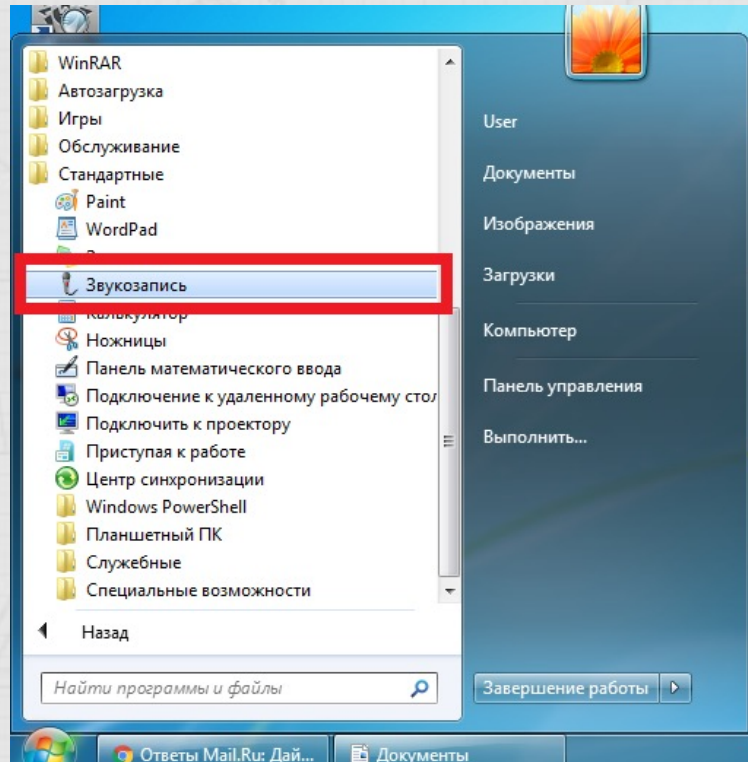 WinRAR
Автозагрузка
Игры
Обслуживание
Стандартные
Paint
WordPad
Звукозапись
Калькулятор
Ножницы
Панель математического ввода
Подключение к удаленному рабочему стол
Подключить к проектору
Приступая к работе
Центр синхронизации
Windows PowerShell
Планшетный ПК
Служебные
Специальные возможности
Назад
Найти программы и файлы
User
Документы
Изображения
Загрузки
Компьютер
Панель управления
Выполнить...
Завершение работы
Ответы Mail.Ru: Дай...
Документы